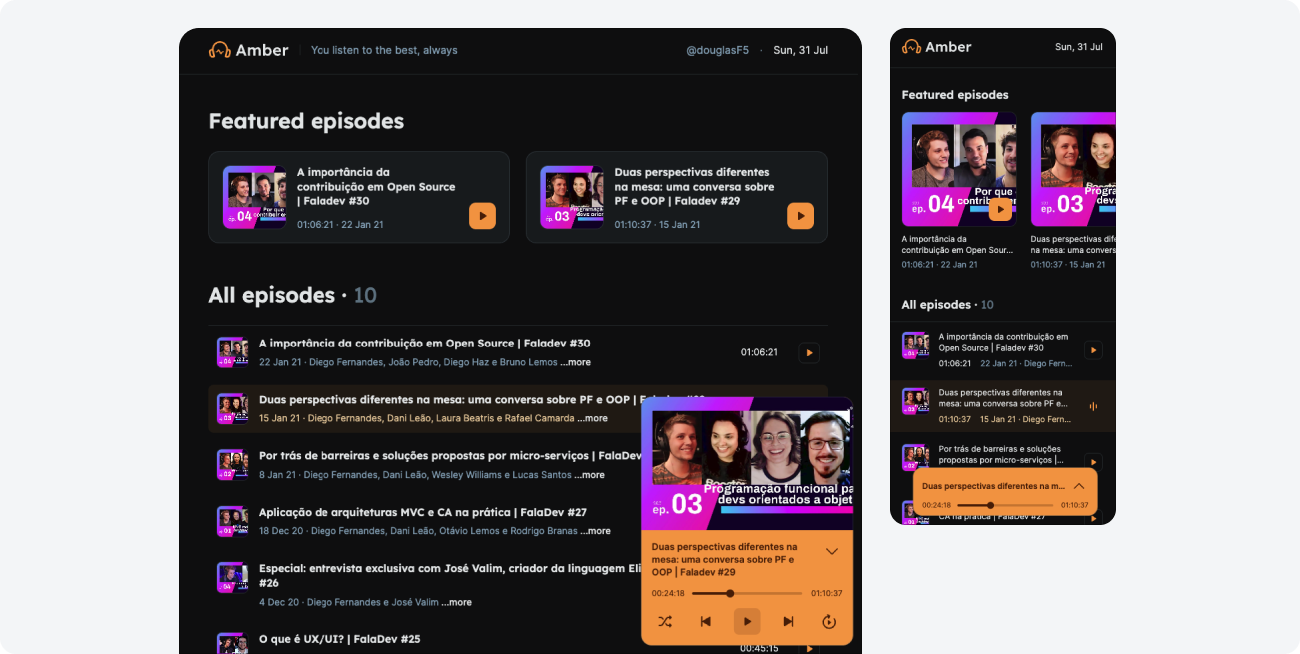 Amber
You listen to the best, always
@douglasF5 · Sun, 31 Jul
Featured episodes
ep. 04
Por que
A importância da
contribuição em Open Source
| Faladev #30
01:06:21 · 22 Jan 21
ep. 03
Duas perspectivas diferentes
na mesa: uma conversa sobre
PF e OOP | Faladev #29
01:10:37 · 15 Jan 21
All episodes · 10
A importância da contribuição em Open Source | Faladev #30
22 Jan 21 · Diego Fernandes, João Pedro, Diego Haz e Bruno Lemos ...more
01:06:21
Duas perspectivas diferentes na mesa: uma conversa sobre PF e OOP |
15 Jan 21 · Diego Fernandes, Dani Leão, Laura Beatris e Rafael Camarda ...more
Por trás de barreiras e soluções propostas por micro-serviços | FalaDev
8 Jan 21 · Diego Fernandes, Dani Leão, Wesley Williams e Lucas Santos ...more
Aplicação de arquiteturas MVC e CA na prática | FalaDev #27
18 Dec 20 · Diego Fernandes, Dani Leão, Otávio Lemos e Rodrigo Branas ...more
Especial: entrevista exclusiva com José Valim, criador da linguagem Eli
#26
4 Dec 20 · Diego Fernandes e José Valim ...more
O que é UX/UI? | FalaDev #25
00:45:15
ep. 03
Programação funcional pa
devs orientados a objet
Duas perspectivas diferentes na
mesa: uma conversa sobre PF e
OOP | Faladev #29
00:24:18
01:10:37
Amber
Sun, 31 Jul
Featured episodes
Por que
ep. 04
ep. 03
A importância da
contribuição em Open Sour...
01:06:21 · 22 Jan 21
Duas perspectivas dife
na mesa: uma convers
01:10:37 · 15 Jan 21
All episodes · 10
A importância da contribuição em
Open Source | Faladev #30
01:06:21 22 Jan 21 · Diego Fern...
Duas perspectivas diferentes na
mesa: uma conversa sobre PF e...
01:10:37 15 Jan 21 · Diego Fern...
Por trás de barreiras e soluções
propostas por micro-serviços |...
Duas perspectivas diferentes na m...
00:24:18
01:10:37
CA na prática | FalaDev #27